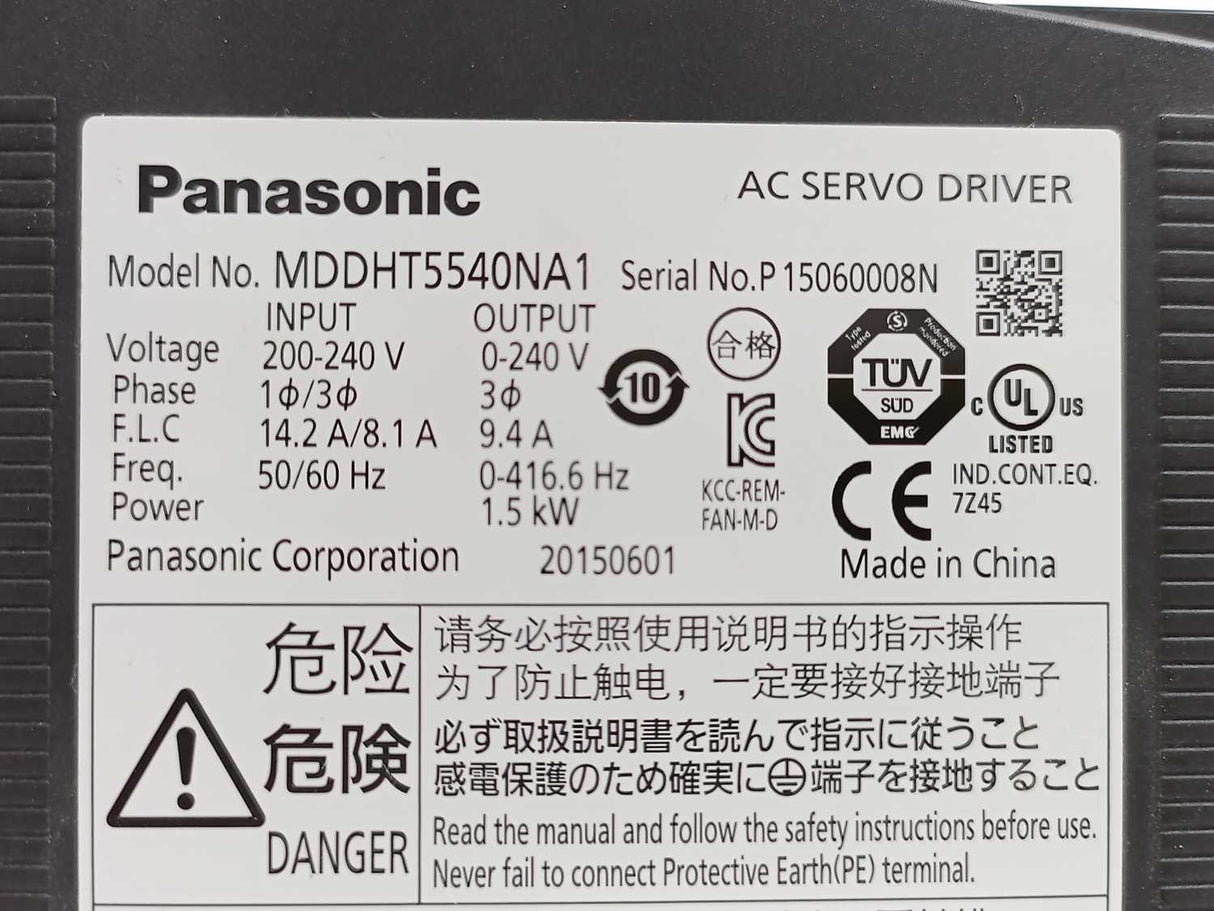 Panasonic
AC SERVO DRIVER
Model No. MDDHT5540NA1 Serial No.P 15060008N
INPUT OUTPUT
Voltage 200-240 V 0-240 V
Phase 1ϕ/3ϕ 3ϕ
F.L.C 14.2 A/8.1 A 9.4 A
Freq. 50/60 Hz 0-416.6 Hz
Power 1.5 kW
Panasonic Corporation 20150601
10
合格
KCC-REM-
FAN-M-D
Type tested
Production monitored
TÜV
SÜD
EMC
C UL US
LISTED
IND.CONT.EQ.
7Z45
CE
Made in China
危险
危険
DANGER
请务必按照使用说明书的指示操作
为了防止触电，一定要接好接地端子
必ず取扱説明書を読んで指示に従うこと
感電保護のため確実に⏚端子を接地すること
Read the manual and follow the safety instructions before use.
Never fail to connect Protective Earth(PE) terminal.